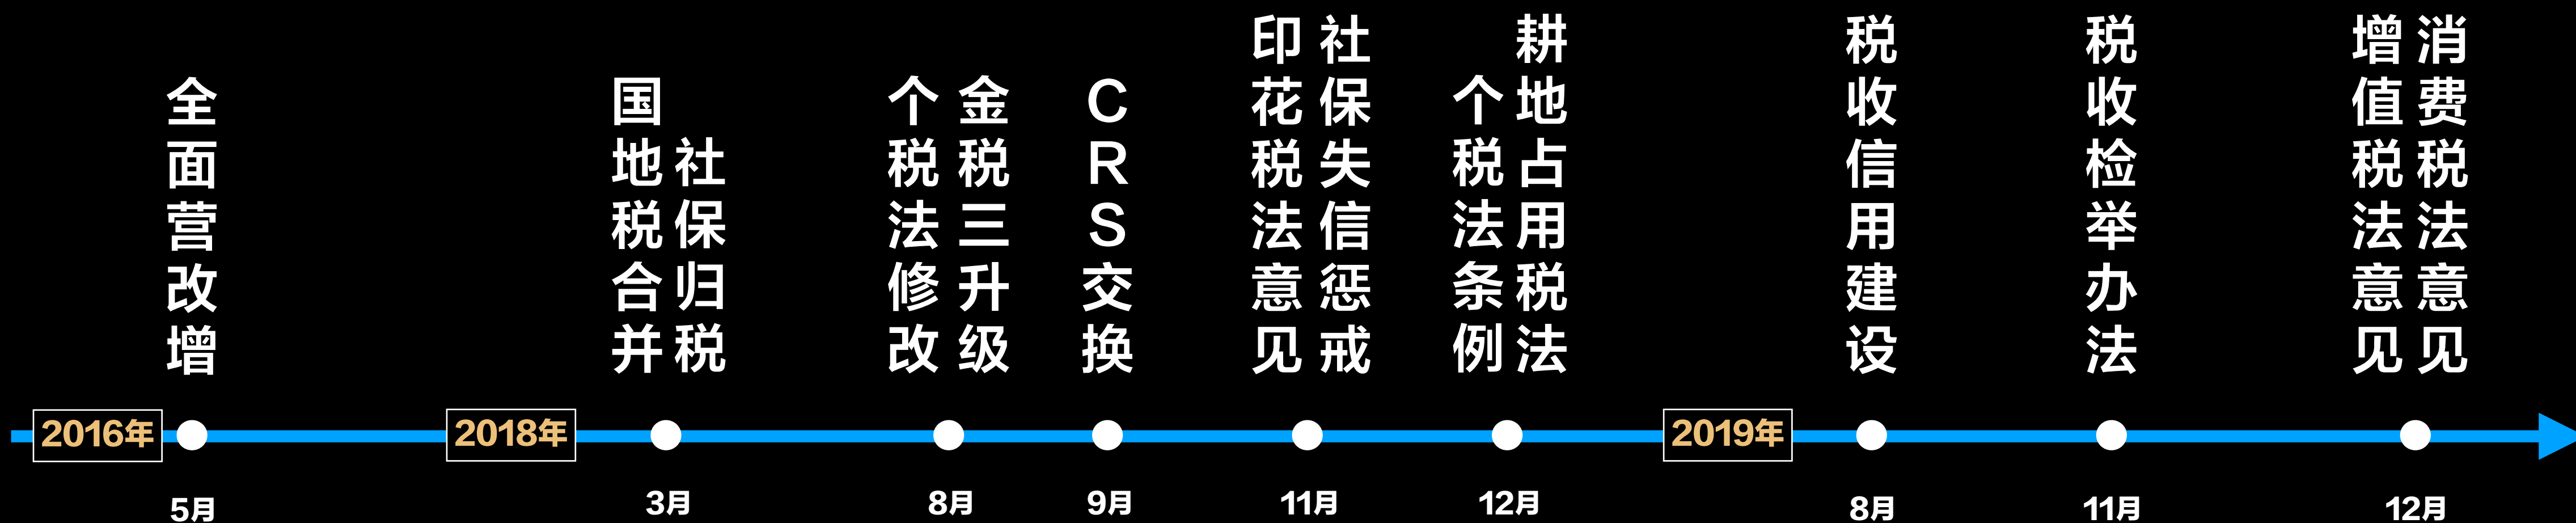 全面营改增
国地税合并
社保归税
个税法修改
金税三升级
CRS交换
印花税法意见
社保失信惩戒
个税法条例
耕地占用税法
税收信用建设
税收检举办法
增值税法意见
消费税法意见
2016年
2018年
2019年
5月
3月
8月
9月
11月
12月
8月
11月
12月